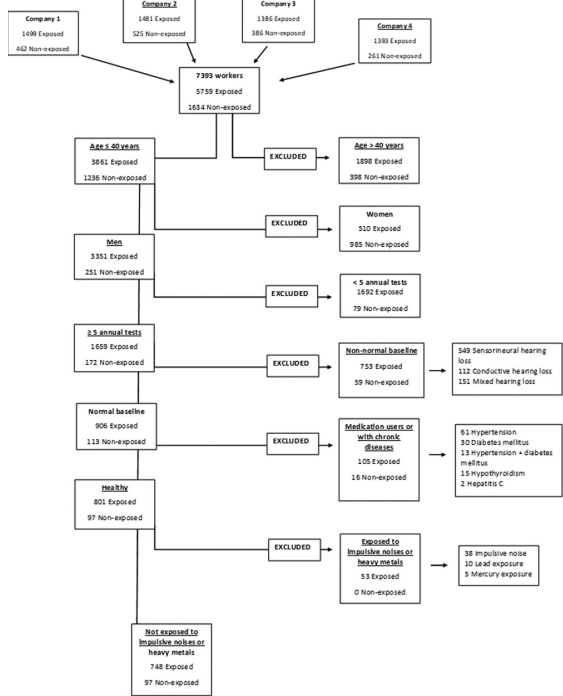 Company 1
1499 Exposed
462 Non-exposed
Company 2
1481 Exposed
525 Non-exposed
Company 3
1386 Exposed
386 Non-exposed
Company 4
1393 Exposed
261 Non-exposed
7393 workers
5759 Exposed
1634 Non-exposed
Age ≤ 40 years
3861 Exposed
1236 Non-exposed
EXCLUDED
Age > 40 years
1898 Exposed
398 Non-exposed
EXCLUDED
Women
510 Exposed
985 Non-exposed
Men
3351 Exposed
251 Non-exposed
EXCLUDED
< 5 annual tests
1692 Exposed
79 Non-exposed
≥ 5 annual tests
1659 Exposed
172 Non-exposed
EXCLUDED
Non-normal baseline
753 Exposed
59 Non-exposed
549 Sensorineural hearing
loss
112 Conductive hearing loss
151 Mixed hearing loss
Normal baseline
906 Exposed
113 Non-exposed
EXCLUDED
Medication users or
with chronic
diseases
105 Exposed
16 Non-exposed
61 Hypertension
30 Diabetes mellitus
13 Hypertension + diabetes
mellitus
15 Hypothyroidism
2 Hepatitis C
Healthy
801 Exposed
97 Non-exposed
EXCLUDED
Exposed to
impulsive noises or
heavy metals
53 Exposed
0 Non-exposed
38 Impulsive noise
10 Lead exposure
5 Mercury exposure
Not exposed to
impulsive noises or
heavy metals
748 Exposed
97 Non-exposed